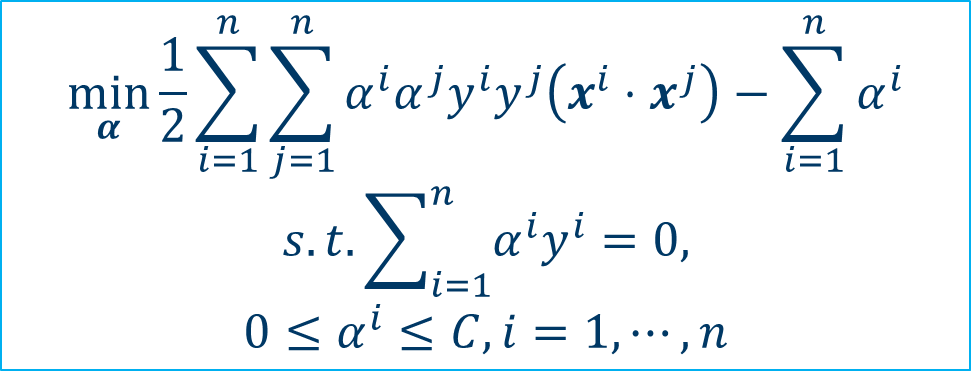 min_α 1/2 ∑_{i=1}^{n} ∑_{j=1}^{n} α^i α^j y^i y^j (x^i · x^j) − ∑_{i=1}^{n} α^i
s.t. ∑_{i=1}^{n} α^i y^i = 0,
0 ≤ α^i ≤ C, i = 1, ⋯, n